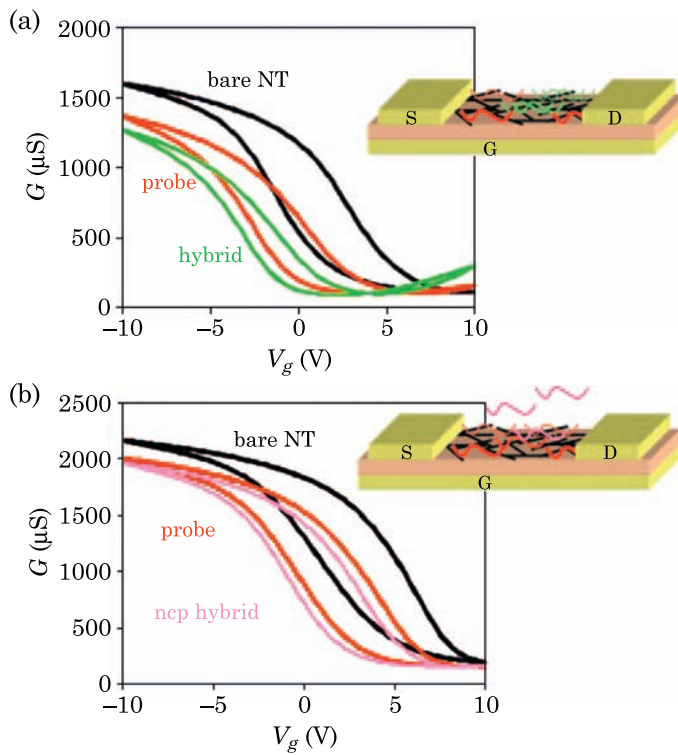 (a)
2000
1500
1000
500
0
G (μS)
bare NT
probe
hybrid
S
D
G
−10
−5
0
5
10
V_g (V)
(b)
2500
2000
1500
1000
500
0
G (μS)
bare NT
probe
ncp hybrid
S
D
G
−10
−5
0
5
10
V_g (V)